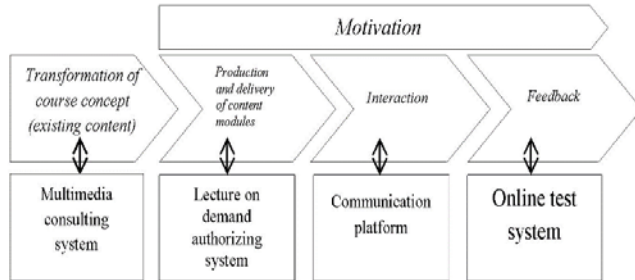 Motivation
Transformation of
course concept
(existing content)
Production
and delivery
of content
modules
Interaction
Feedback
Multimedia
consulting
system
Lecture on
demand
authorizing
system
Communication
platform
Online test
system